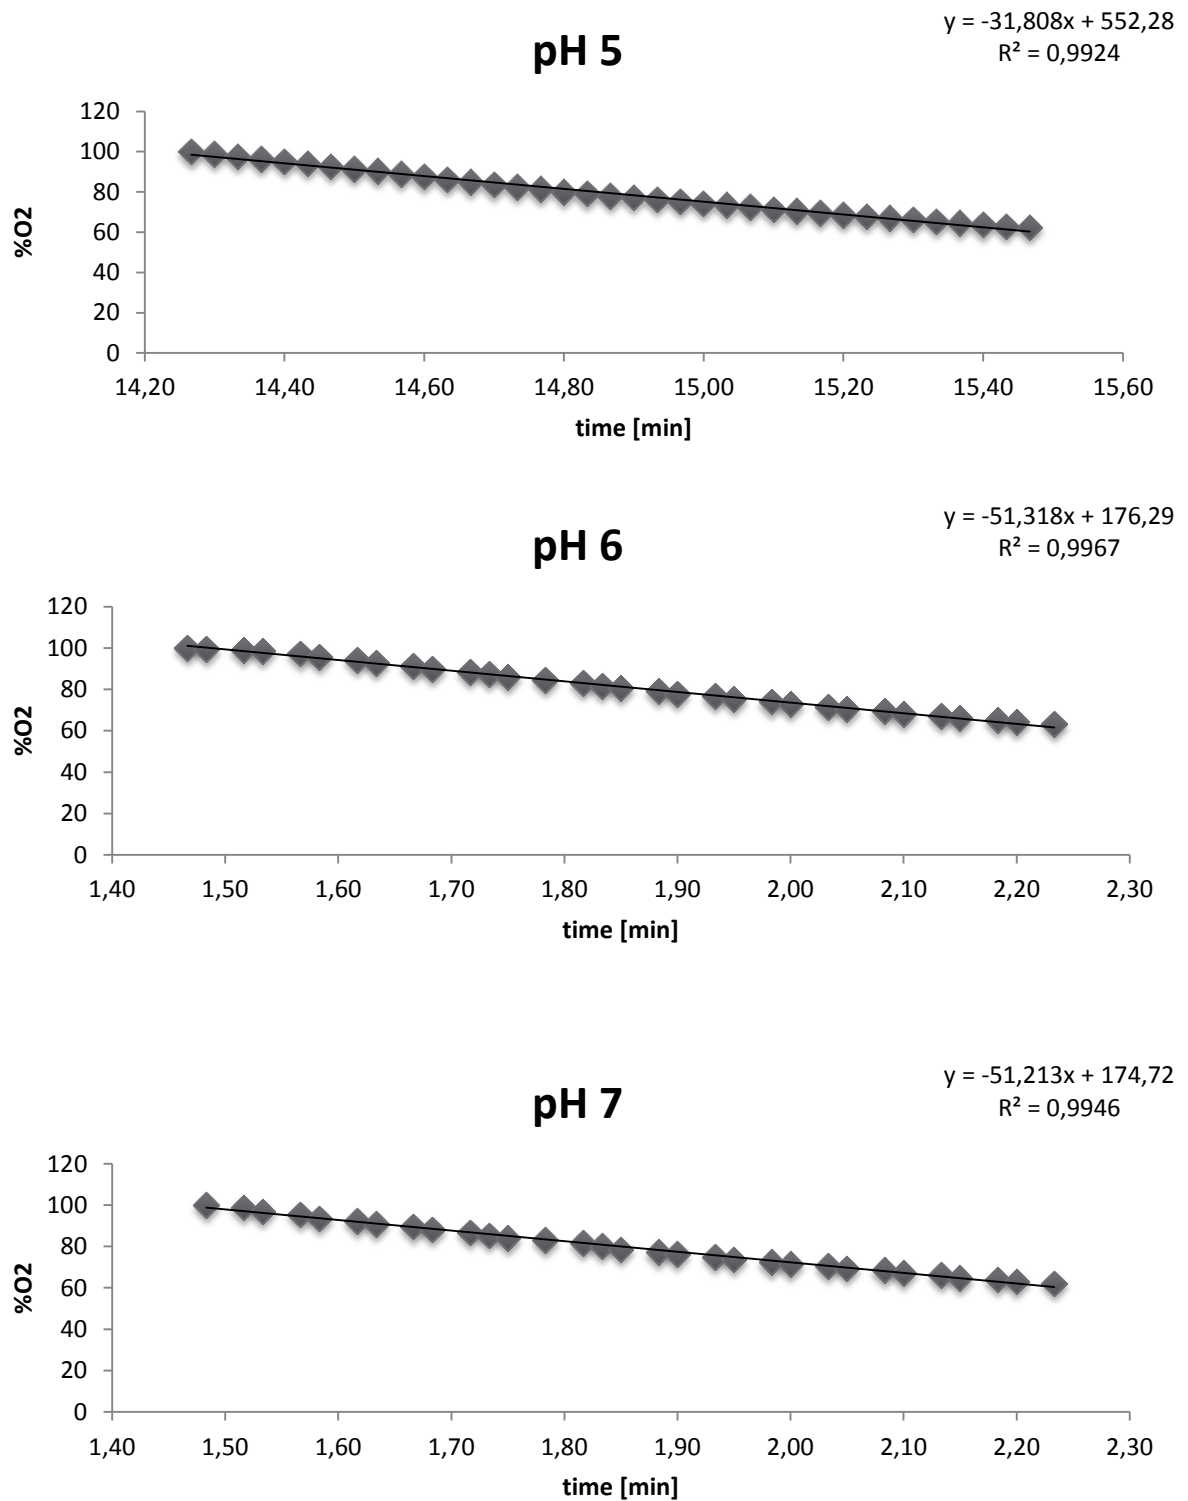 y = -31,808x + 552,28
R² = 0,9924
pH 5
120
100
80
60
40
20
0
%O2
14,20 14,40 14,60 14,80 15,00 15,20 15,40 15,60
time [min]
y = -51,318x + 176,29
R² = 0,9967
pH 6
120
100
80
60
40
20
0
%O2
1,40 1,50 1,60 1,70 1,80 1,90 2,00 2,10 2,20 2,30
time [min]
y = -51,213x + 174,72
R² = 0,9946
pH 7
120
100
80
60
40
20
0
%O2
1,40 1,50 1,60 1,70 1,80 1,90 2,00 2,10 2,20 2,30
time [min]